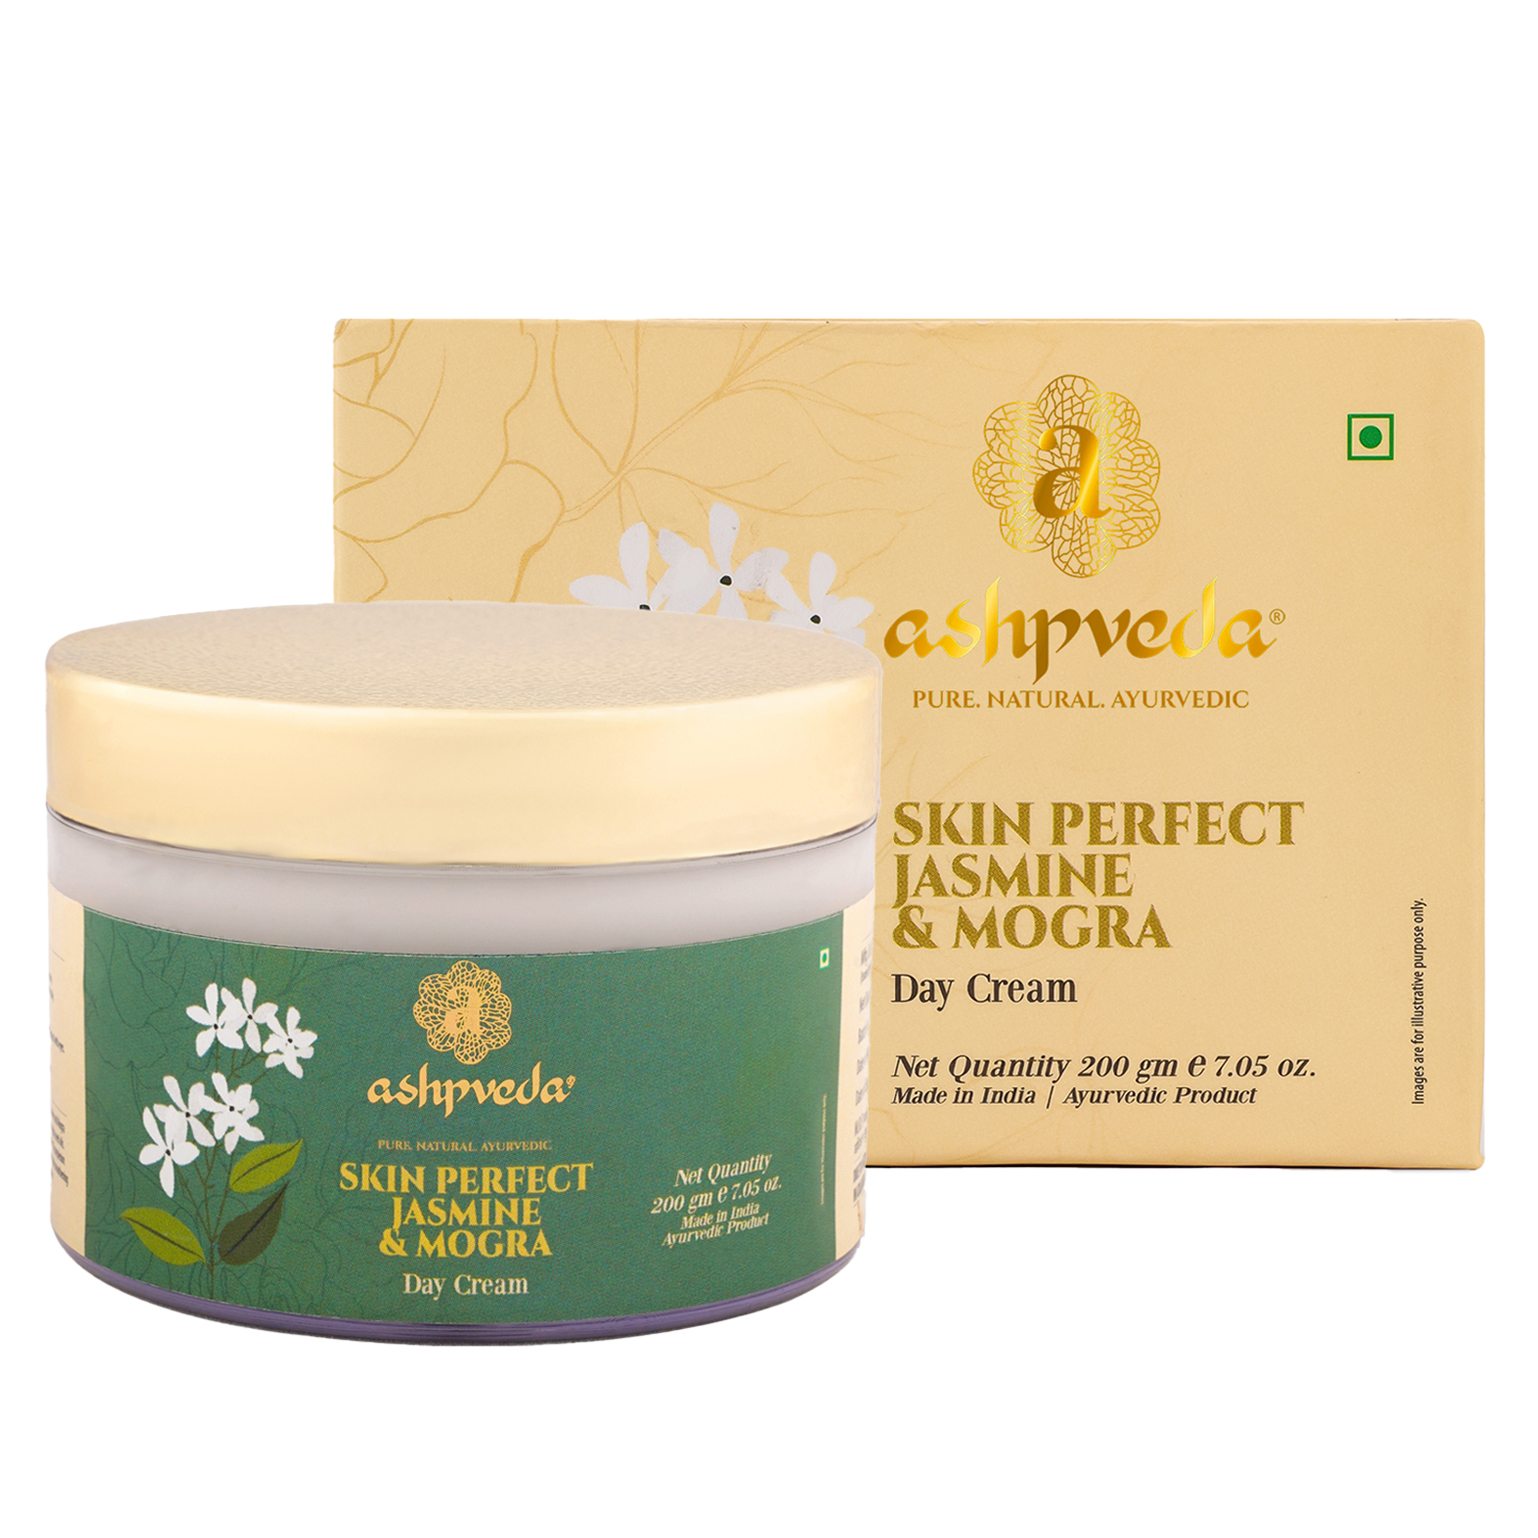 a
ashpveda®
PURE. NATURAL. AYURVEDIC
SKIN PERFECT
JASMINE
& MOGRA
Day Cream
Net Quantity 200 gm e 7.05 oz.
Made in India | Ayurvedic Product
Images are for illustrative purpose only.
a
ashpveda®
PURE. NATURAL. AYURVEDIC
SKIN PERFECT
JASMINE
& MOGRA
Day Cream
Net Quantity
200 gm e 7.05 oz.
Made in India
Ayurvedic Product